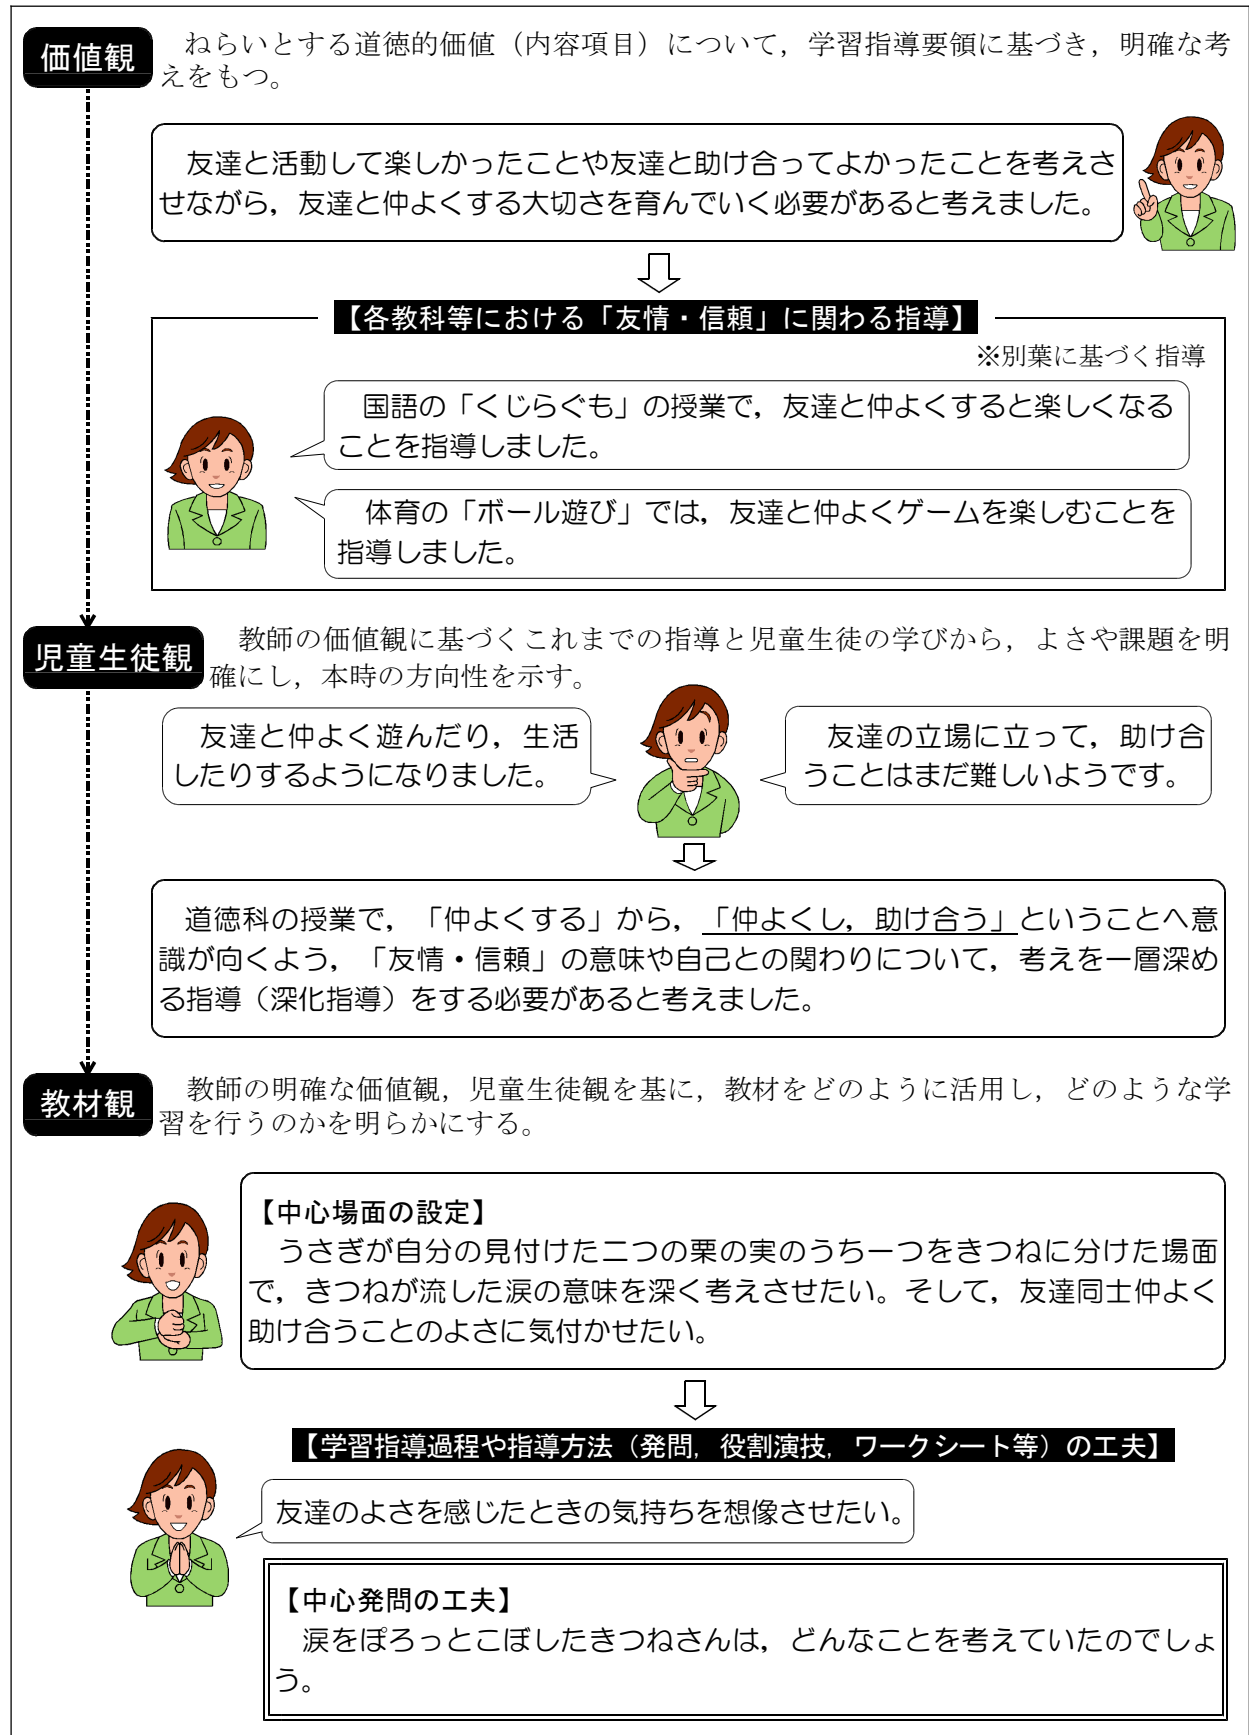 価値観
ねらいとする道徳的価値（内容項目）について，学習指導要領に基づき，明確な考
えをもつ。
友達と活動して楽しかったことや友達と助け合ってよかったことを考えさ
せながら，友達と仲よくする大切さを育んでいく必要があると考えました。
【各教科等における「友情・信頼」に関わる指導】
※別葉に基づく指導
国語の「くじらぐも」の授業で，友達と仲よくすると楽しくなる
ことを指導しました。
体育の「ボール遊び」では，友達と仲よくゲームを楽しむことを
指導しました。
児童生徒観
教師の価値観に基づくこれまでの指導と児童生徒の学びから，よさや課題を明
確にし，本時の方向性を示す。
友達と仲よく遊んだり，生活
したりするようになりました。
友達の立場に立って，助け合
うことはまだ難しいようです。
道徳科の授業で，「仲よくする」から，「仲よくし，助け合う」ということへ意
識が向くよう，「友情・信頼」の意味や自己との関わりについて，考えを一層深め
る指導（深化指導）をする必要があると考えました。
教材観
教師の明確な価値観，児童生徒観を基に，教材をどのように活用し，どのような学
習を行うのかを明らかにする。
【中心場面の設定】
うさぎが自分の見付けた二つの栗の実のうち一つをきつねに分けた場面
で，きつねが流した涙の意味を深く考えさせたい。そして，友達同士仲よく
助け合うことのよさに気付かせたい。
【学習指導過程や指導方法（発問，役割演技，ワークシート等）の工夫】
友達のよさを感じたときの気持ちを想像させたい。
【中心発問の工夫】
涙をぽろっとこぼしたきつねさんは，どんなことを考えていたのでしょ
う。